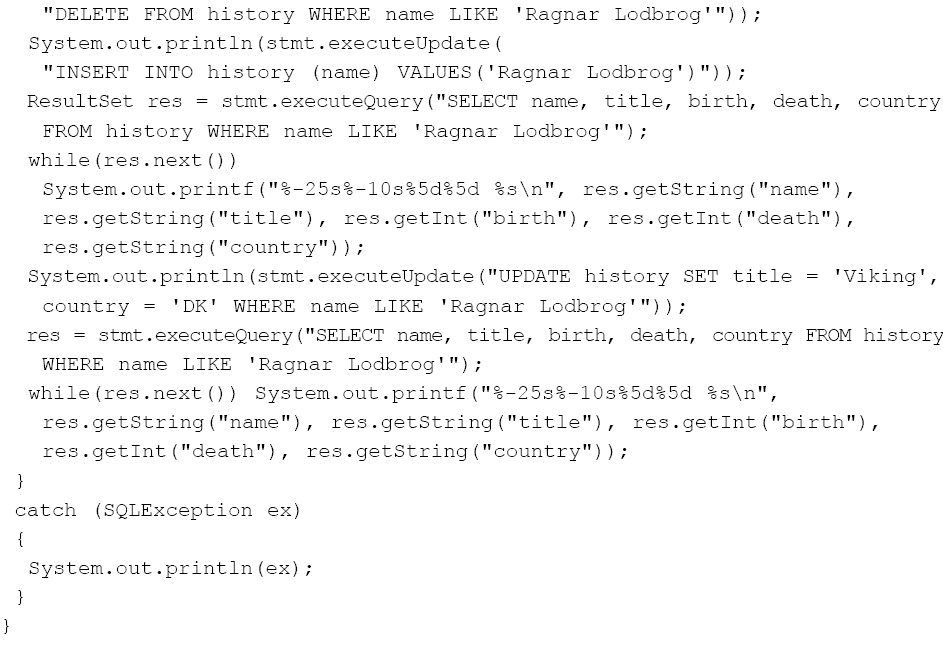 "DELETE FROM history WHERE name LIKE 'Ragnar Lodbrog'"));
System.out.println(stmt.executeUpdate(
"INSERT INTO history (name) VALUES('Ragnar Lodbrog')"));
ResultSet res = stmt.executeQuery("SELECT name, title, birth, death, country
FROM history WHERE name LIKE 'Ragnar Lodbrog'");
while(res.next())
System.out.printf("%-25s%-10s%5d%5d %s\n", res.getString("name"),
res.getString("title"), res.getInt("birth"), res.getInt("death"),
res.getString("country"));
System.out.println(stmt.executeUpdate("UPDATE history SET title = 'Viking',
country = 'DK' WHERE name LIKE 'Ragnar Lodbrog'"));
res = stmt.executeQuery("SELECT name, title, birth, death, country FROM history
WHERE name LIKE 'Ragnar Lodbrog'");
while(res.next()) System.out.printf("%-25s%-10s%5d%5d %s\n",
res.getString("name"), res.getString("title"), res.getInt("birth"),
res.getInt("death"), res.getString("country"));
}
catch (SQLException ex)
{
System.out.println(ex);
}
}